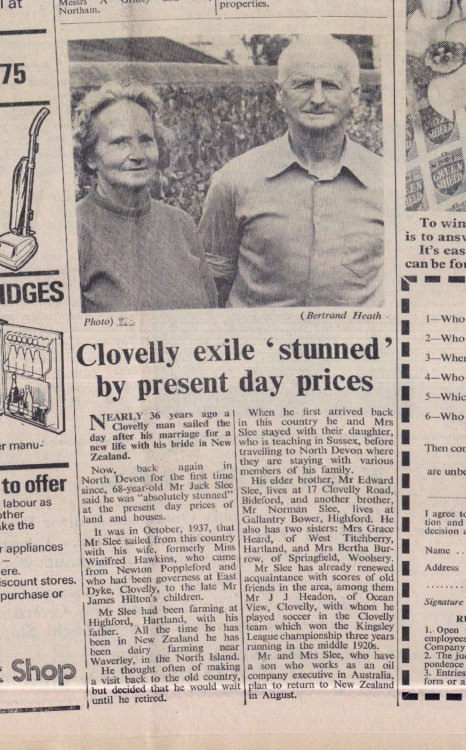 l at
75
IDGES
er manu-
to offer
labour as
other
ake the
r appliances
–
ere.
iscount stores.
purchase or
Shop
Messrs A
Northam.
properties.
Photo)
(Bertrand Heath
Clovelly exile ‘stunned’
by present day prices
NEARLY 36 years ago a
Clovelly man sailed the
day after his marriage for a
new life with his bride in New
Zealand.
Now, back again in
North Devon for the first time
since, 68-year-old Mr Jack Slee
said he was "absolutely stunned"
at the present day prices of
land and houses.
It was in October, 1937, that
Mr Slee sailed from this country
with his wife, formerly Miss
Winifred Hawkins, who came
from Newton Poppleford and
who had been governess at East
Dyke, Clovelly, to the late Mr
James Hilton's children.
Mr Slee had been farming at
Highford, Hartland, with his
father. All the time he has
been in New Zealand he has
been dairy farming near
Waverley, in the North Island.
He thought often of making
a visit back to the old country,
but decided that he would wait
until he retired.
When he first arrived back
in this country he and Mrs
Slee stayed with their daughter,
who is teaching in Sussex, before
travelling to North Devon where
they are staying with various
members of his family.
His elder brother, Mr Edward
Slee, lives at 17 Clovelly Road,
Bideford, and another brother,
Mr Norman Slee, lives at
Gallantry Bower, Highford. He
also has two sisters: Mrs Grace
Heard, of West Titchberry,
Hartland, and Mrs Bertha Bur-
row, of Springfield, Woolsery.
Mr Slee has already renewed
acquaintance with scores of old
friends in the area, among them
Mr J J Headon, of Ocean
View, Clovelly, with whom he
played soccer in the Clovelly
team which won the Kingsley
League championship three years
running in the middle 1920s.
Mr and Mrs Slee, who have
a son who works as an oil
company executive in Australia,
plan to return to New Zealand
in August.
GREEN
SHIELD
To win
is to answ
It's eas
can be fou
1—Who
2—Who
3—When
4—Who
5—Which
6—Who
Then con
are unbe
I agree to
tion and
decision a
Name ..
Address
Signature
RU
1. Open
employees
Company
2. The jud
pondence
3. Entries
form or a